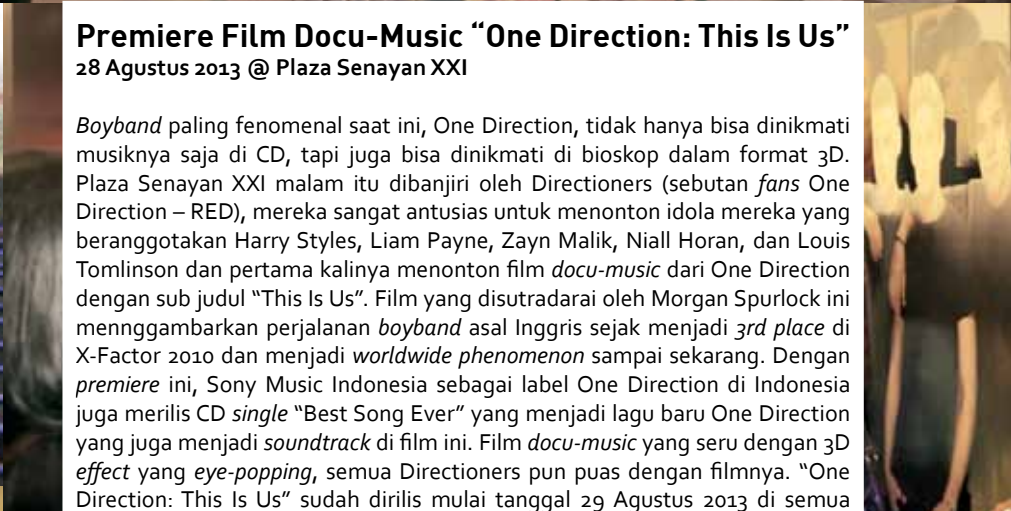 Premiere Film Docu-Music “One Direction: This Is Us”
28 Agustus 2013 @ Plaza Senayan XXI
Boyband paling fenomenal saat ini, One Direction, tidak hanya bisa dinikmati
musiknya saja di CD, tapi juga bisa dinikmati di bioskop dalam format 3D.
Plaza Senayan XXI malam itu dibanjiri oleh Directioners (sebutan fans One
Direction – RED), mereka sangat antusias untuk menonton idola mereka yang
beranggotakan Harry Styles, Liam Payne, Zayn Malik, Niall Horan, dan Louis
Tomlinson dan pertama kalinya menonton film docu-music dari One Direction
dengan sub judul “This Is Us”. Film yang disutradarai oleh Morgan Spurlock ini
mennggambarkan perjalanan boyband asal Inggris sejak menjadi 3rd place di
X-Factor 2010 dan menjadi worldwide phenomenon sampai sekarang. Dengan
premiere ini, Sony Music Indonesia sebagai label One Direction di Indonesia
juga merilis CD single “Best Song Ever” yang menjadi lagu baru One Direction
yang juga menjadi soundtrack di film ini. Film docu-music yang seru dengan 3D
effect yang eye-popping, semua Directioners pun puas dengan filmnya. “One
Direction: This Is Us” sudah dirilis mulai tanggal 29 Agustus 2013 di semua